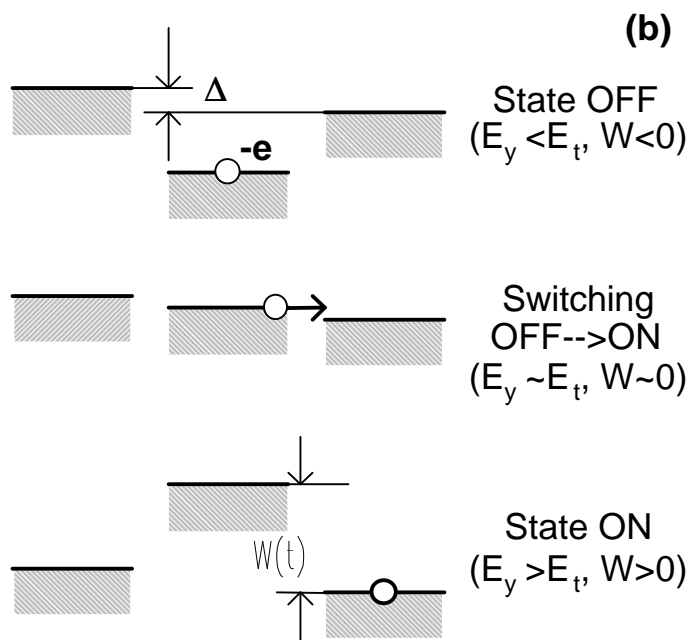 (b)
Δ
State OFF
(E_y <E_t, W<0)
-e
Switching
OFF-->ON
(E_y ~E_t, W~0)
State ON
W(t)
(E_y >E_t, W>0)